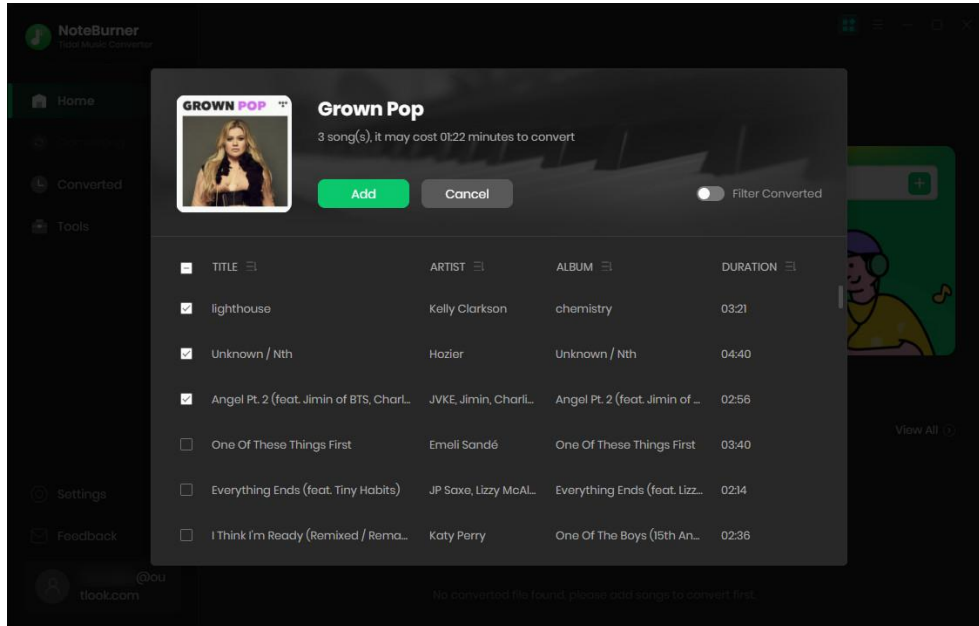 NoteBurner
Tidal Music Converter
Home
Converted
Tools
Settings
Feedback
@ou
tlook.com
GROWN POP
Grown Pop
3 song(s), it may cost 01:22 minutes to convert
Add
Cancel
Filter Converted
TITLE ARTIST ALBUM DURATION
lighthouse Kelly Clarkson chemistry 03:21
Unknown / Nth Hozier Unknown / Nth 04:40
Angel Pt. 2 (feat. Jimin of BTS, Charl... JVKE, Jimin, Charli... Angel Pt. 2 (feat. Jimin of ... 02:56
One Of These Things First Emeli Sandé One Of These Things First 03:40
Everything Ends (feat. Tiny Habits) JP Saxe, Lizzy McAl... Everything Ends (feat. Lizz... 02:14
I Think I'm Ready (Remixed / Rema... Katy Perry One Of The Boys (15th An... 02:36
View All
No converted file found, please add songs to convert first.